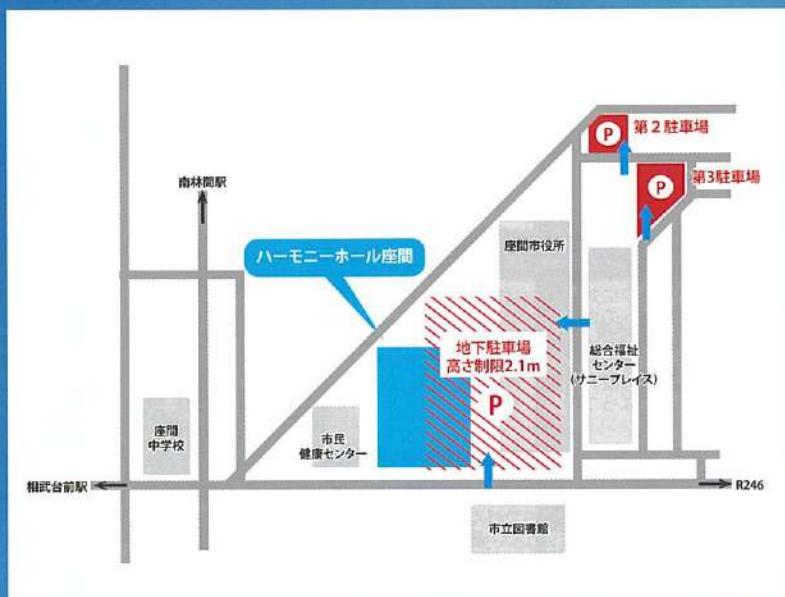 P
第2駐車場
P
第3駐車場
南林間駅
座間市役所
ハーモニーホール座間
地下駐車場
高さ制限2.1m
P
総合福祉
センター
(サニープレイス)
座間
中学校
市民
健康センター
相武台前駅
R246
市立図書館